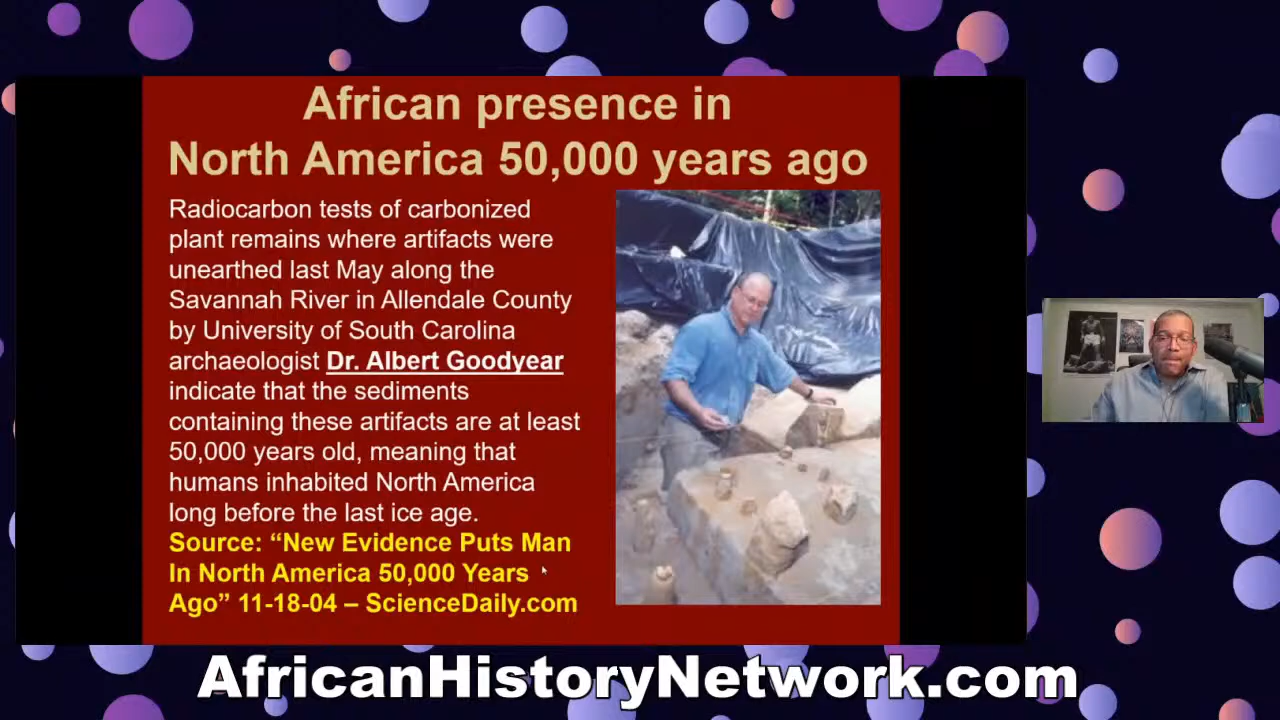 African presence in
North America 50,000 years ago
Radiocarbon tests of carbonized
plant remains where artifacts were
unearthed last May along the
Savannah River in Allendale County
by University of South Carolina
archaeologist Dr. Albert Goodyear
indicate that the sediments
containing these artifacts are at least
50,000 years old, meaning that
humans inhabited North America
long before the last ice age.
Source: “New Evidence Puts Man
In North America 50,000 Years
Ago” 11-18-04 – ScienceDaily.com
AfricanHistoryNetwork.com